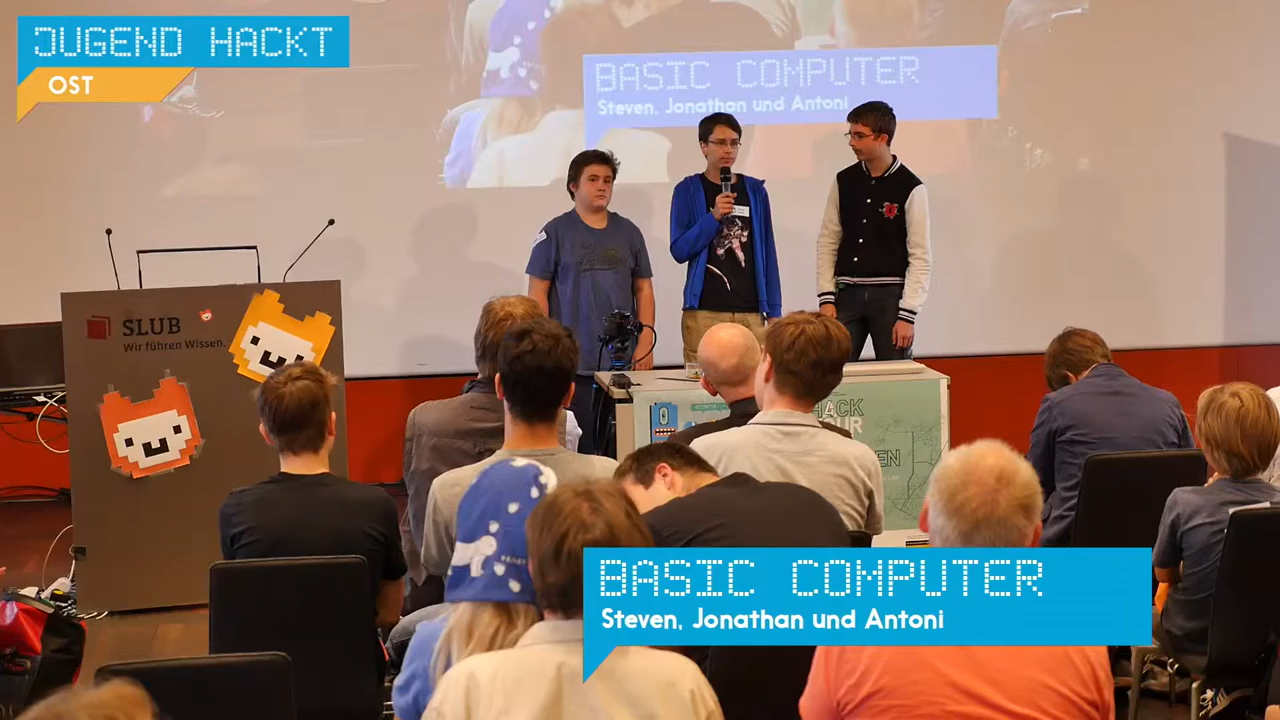 JUGEND HACKT
OST
BASIC COMPUTER
Steven, Jonathan und Antoni
SLUB
Wir führen Wissen.
HACK
BASIC COMPUTER
Steven, Jonathan und Antoni